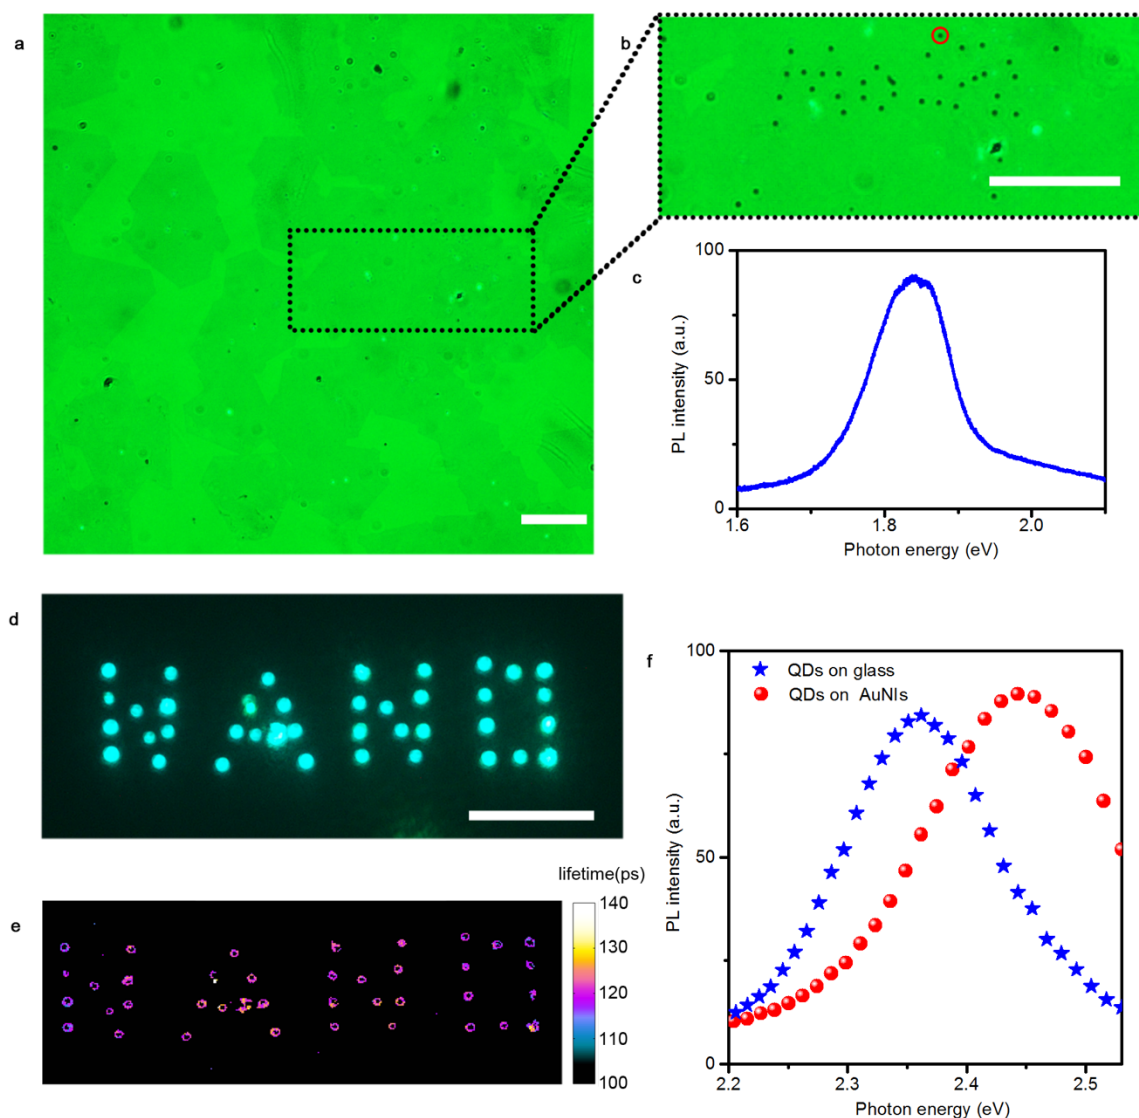 a
b
c
100
50
0
PL intensity (a.u.)
1.6
1.8
2.0
Photon energy (eV)
d
NANO
e
lifetime(ps)
140
130
120
110
100
f
100
50
0
PL intensity (a.u.)
QDs on glass
QDs on AuNIs
2.2
2.3
2.4
2.5
Photon energy (eV)